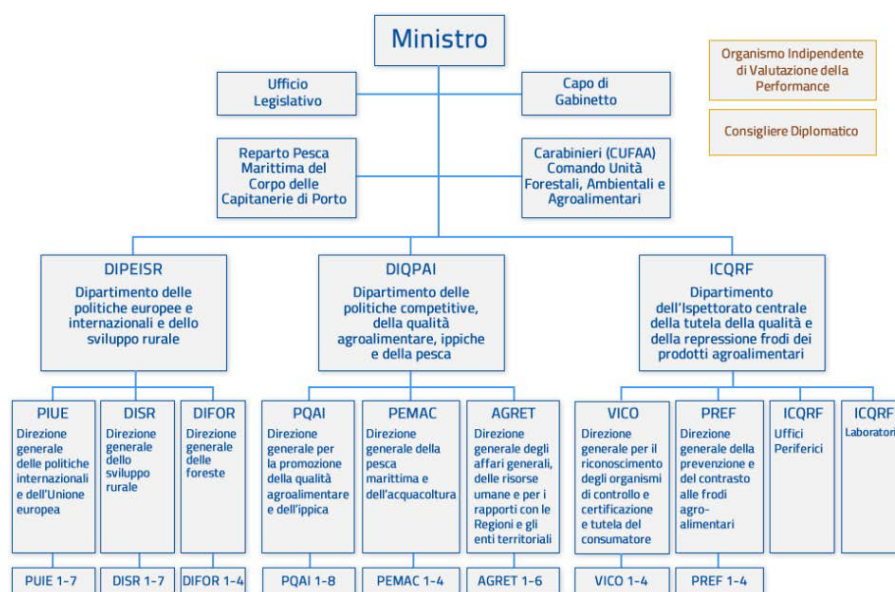 Ministro
Ufficio
Legislativo
Capo di
Gabinetto
Organismo Indipendente
di Valutazione della
Performance
Consigliere Diplomatico
Reparto Pesca
Marittima del
Corpo delle
Capitanerie di Porto
Carabinieri (CUFAA)
Comando Unità
Forestali, Ambientali e
Agroalimentari
DIPEISR
Dipartimento delle
politiche europee e
internazionali e dello
sviluppo rurale
DIQPAI
Dipartimento delle
politiche competitive,
della qualità
agroalimentare, ippiche
e della pesca
ICQRF
Dipartimento
dell'Ispettorato centrale
della tutela della qualità e
della repressione frodi dei
prodotti agroalimentari
PIUE
Direzione
generale
delle politiche
internazionali
e dell'Unione
europea
DISR
Direzione
generale
dello
sviluppo
rurale
DIFOR
Direzione
generale
delle
foreste
PQAI
Direzione
generale per
la promozione
della qualità
agroalimentare
e dell'ippica
PEMAC
Direzione
generale della
pesca
marittima e
dell'acquacoltura
AGRET
Direzione
generale degli
affari generali,
delle risorse
umane e per i
rapporti con le
Regioni e gli
enti territoriali
VICO
Direzione
generale per il
riconoscimento
degli organismi
di controllo e
certificazione
e tutela del
consumatore
PREF
Direzione
generale della
prevenzione e
del contrasto
alle frodi
agro-
alimentari
ICQRF
Uffici
Periferici
ICQRF
Laboratori
PUIE 1-7
DISR 1-7
DIFOR 1-4
PQAI 1-8
PEMAC 1-4
AGRET 1-6
VICO 1-4
PREF 1-4